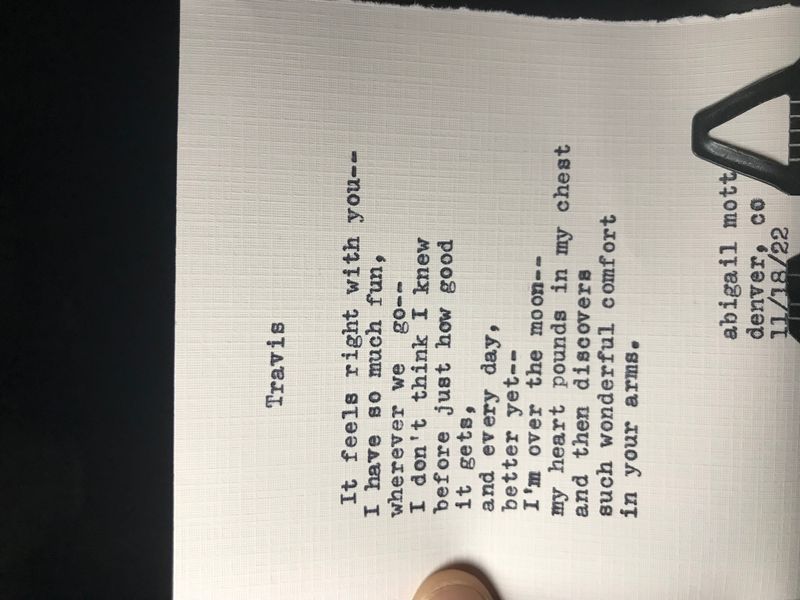 Travis
It feels right with you--
I have so much fun,
wherever we go--
I don't think I knew
before just how good
it gets,
and every day,
better yet--
I'm over the moon--
my heart pounds in my chest
and then discovers
such wonderful comfort
in your arms.
abigail mott
denver, co
11/18/22